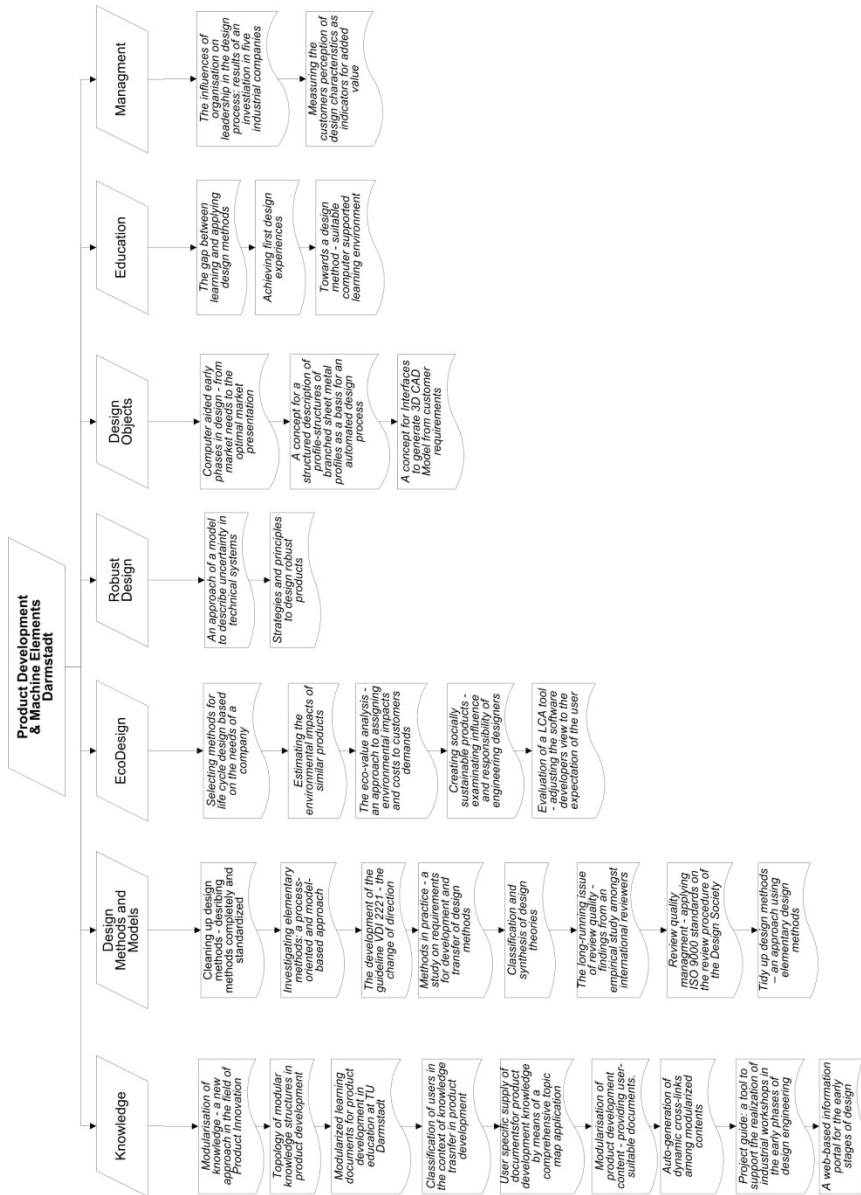 Product Development
& Machine Elements
Darmstadt
Knowledge
Modularisation of
knowledge - a new
approach in the field of
Product Innovation
Topology of modular
knowledge structures in
product development
Modularized learning
documents for product
development in
education at TU
Darmstadt
Classification of users in
the context of knowledge
trasnfer in product
development
User specific supply of
documentsfor product
development knowledge
by means of a
comprehensive topic
map application
Modularisation of
product development
content - providing user-
suitable documents.
Auto-generation of
dynamic cross-links
among modularized
contents
Project guide: a tool to
support the realization of
industrial workshops in
the early phases of
design engineering
A web-based information
portal for the early
stages of design
Design
Methods and
Models
Cleaning up design
methods - desribing
methods completely and
standardized
Investigating elementary
methods: a process-
oriented and model-
based approach
The development of the
guideline VDI 2221 - the
change of direction
Methods in practice - a
study on requirements
for development and
transfer of design
methods
Classification and
synthesis of design
theories
The long-running issue
of review quality -
findings from an
empirical study amongst
international reviewers
Review quality
managment - applying
ISO 9000 standards on
the review procedure of
the Design Society
Tidy up design methods
– an approach using
elementary design
methods
EcoDesign
Selecting methods for
life cycle design based
on the needs of a
company
Estimating the
environmental impacts of
similar products
The eco-value analysis -
an approach to assigning
environmental impacts
and costs to customers
demands
Creating socially
sustainable products -
examinating influence
and responsibility of
engineering designers
Evaluation of a LCA tool
- adjusting the software
developers view to the
expectation of the user
Robust
Design
An approach of a model
to describe uncertainty in
technical systems
Strategies and principles
to design robust
products
Design
Objects
Computer aided early
phases in design - from
market needs to the
optimal market
presentation
A concept for a
structured description of
profile-structures of
branched sheet metal
profiles as a basis for an
automated design
process
A concept for Interfaces
to generate 3D CAD
Model from customer
requirements
Education
The gap between
learning and applying
design methods
Achieving first design
experiences
Towards a design
method - suitable
computer supported
learning environment
Managment
The influences of
organisation on
leadership in the design
process: results of an
investiation in five
industrial companies
Measuring the
customers perception of
design characteristics as
indicators for added
value